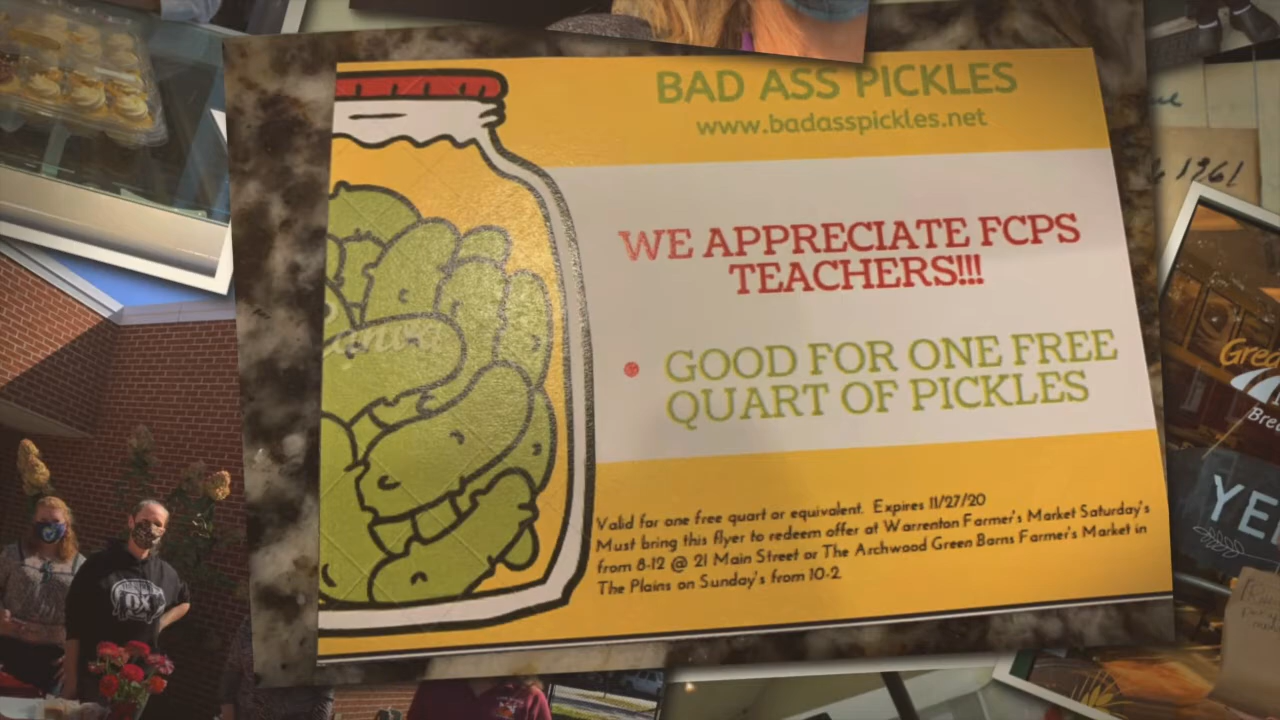 BAD ASS PICKLES
www.badasspickles.net
WE APPRECIATE FCPS
TEACHERS!!!
• GOOD FOR ONE FREE
QUART OF PICKLES
Valid for one free quart or equivalent. Expires 11/27/20
Must bring this flyer to redeem offer at Warrenton Farmer's Market Saturday's
from 8-12 @ 21 Main Street or The Archwood Green Barns Farmer's Market in
The Plains on Sunday's from 10-2
1961
Grea
Brea
YE